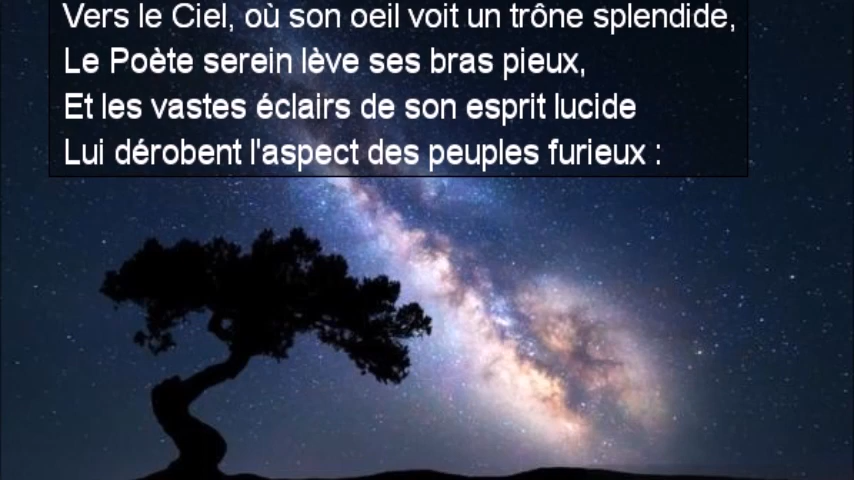 Vers le Ciel, où son oeil voit un trône splendide,
Le Poète serein lève ses bras pieux,
Et les vastes éclairs de son esprit lucide
Lui dérobent l'aspect des peuples furieux :